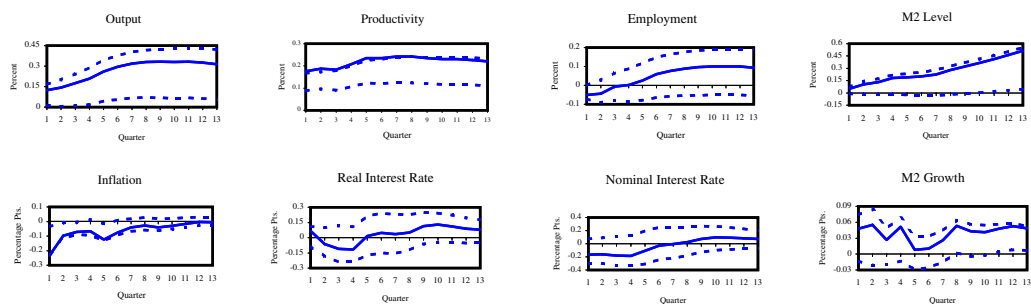 Output
Percent
0.45
0.3
0.15
0
1 2 3 4 5 6 7 8 9 10 11 12 13
Quarter
Productivity
Percent
0.3
0.2
0.1
0
1 2 3 4 5 6 7 8 9 10 11 12 13
Quarter
Employment
Percent
0.2
0.1
0
-0.1
1 2 3 4 5 6 7 8 9 10 11 12 13
Quarter
M2 Level
Percent
0.6
0.45
0.3
0.15
0
-0.15
1 2 3 4 5 6 7 8 9 10 11 12 13
Quarter
Inflation
Percentage Pts.
0.1
0
-0.1
-0.2
-0.3
1 2 3 4 5 6 7 8 9 10 11 12 13
Quarter
Real Interest Rate
Percentage Pts.
0.3
0.15
0
-0.15
-0.3
1 2 3 4 5 6 7 8 9 10 11 12 13
Quarter
Nominal Interest Rate
Percentage Pts.
0.4
0.2
0
-0.2
-0.4
1 2 3 4 5 6 7 8 9 10 11 12 13
Quarter
M2 Growth
Percentage Pts.
0.09
0.06
0.03
0
-0.03
1 2 3 4 5 6 7 8 9 10 11 12 13
Quarter